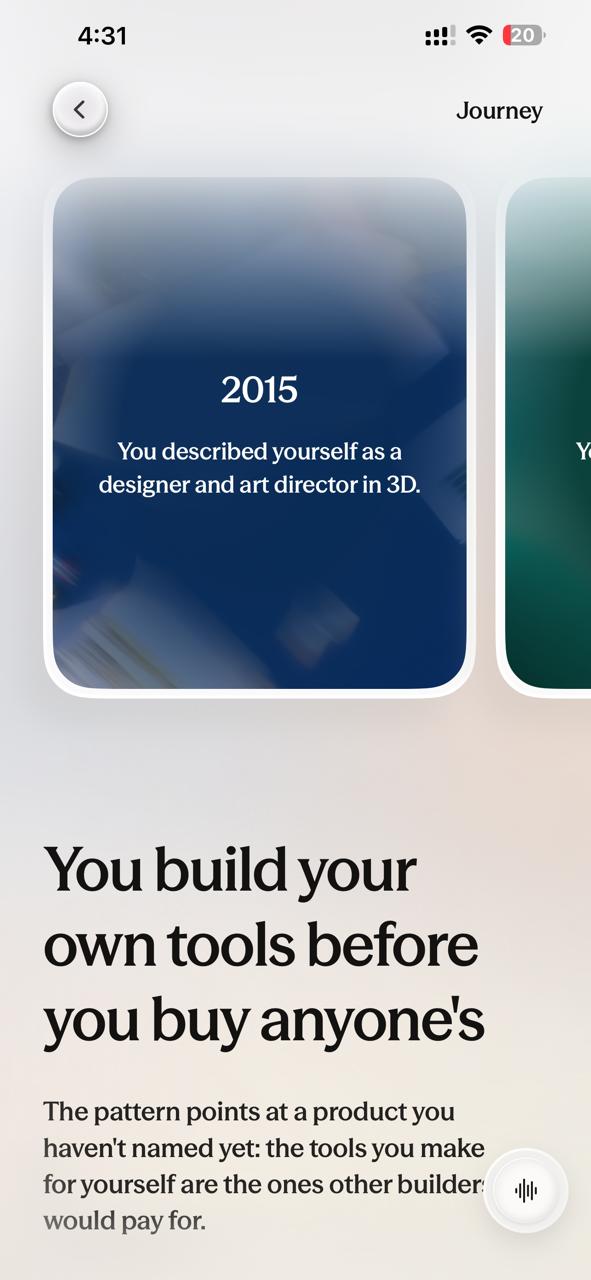 4:31
20
Journey
2015
You described yourself as a
designer and art director in 3D.
You build your
own tools before
you buy anyone's
The pattern points at a product you
haven't named yet: the tools you make
for yourself are the ones other builders
would pay for.